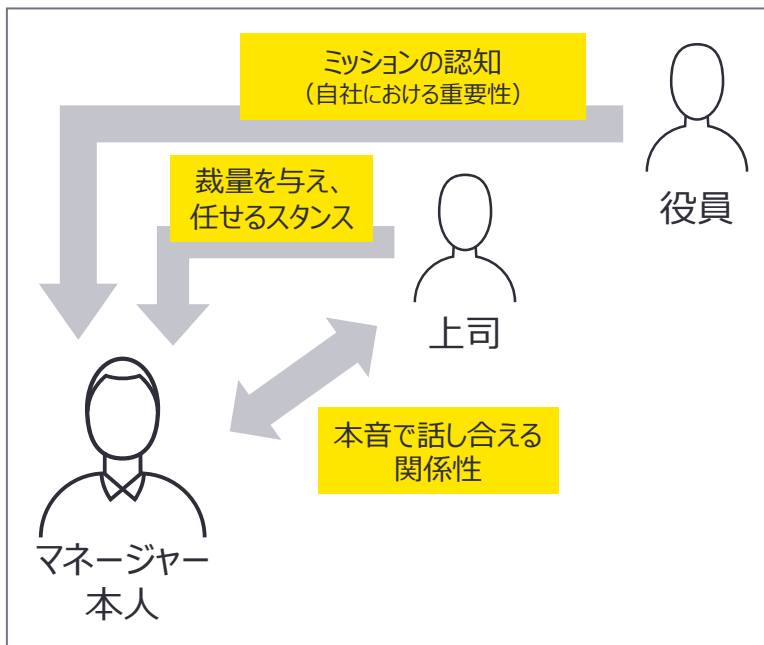 ミッションの認知
（自社における重要性）
役員
裁量を与え、
任せるスタンス
上司
本音で話し合える
関係性
マネージャー
本人